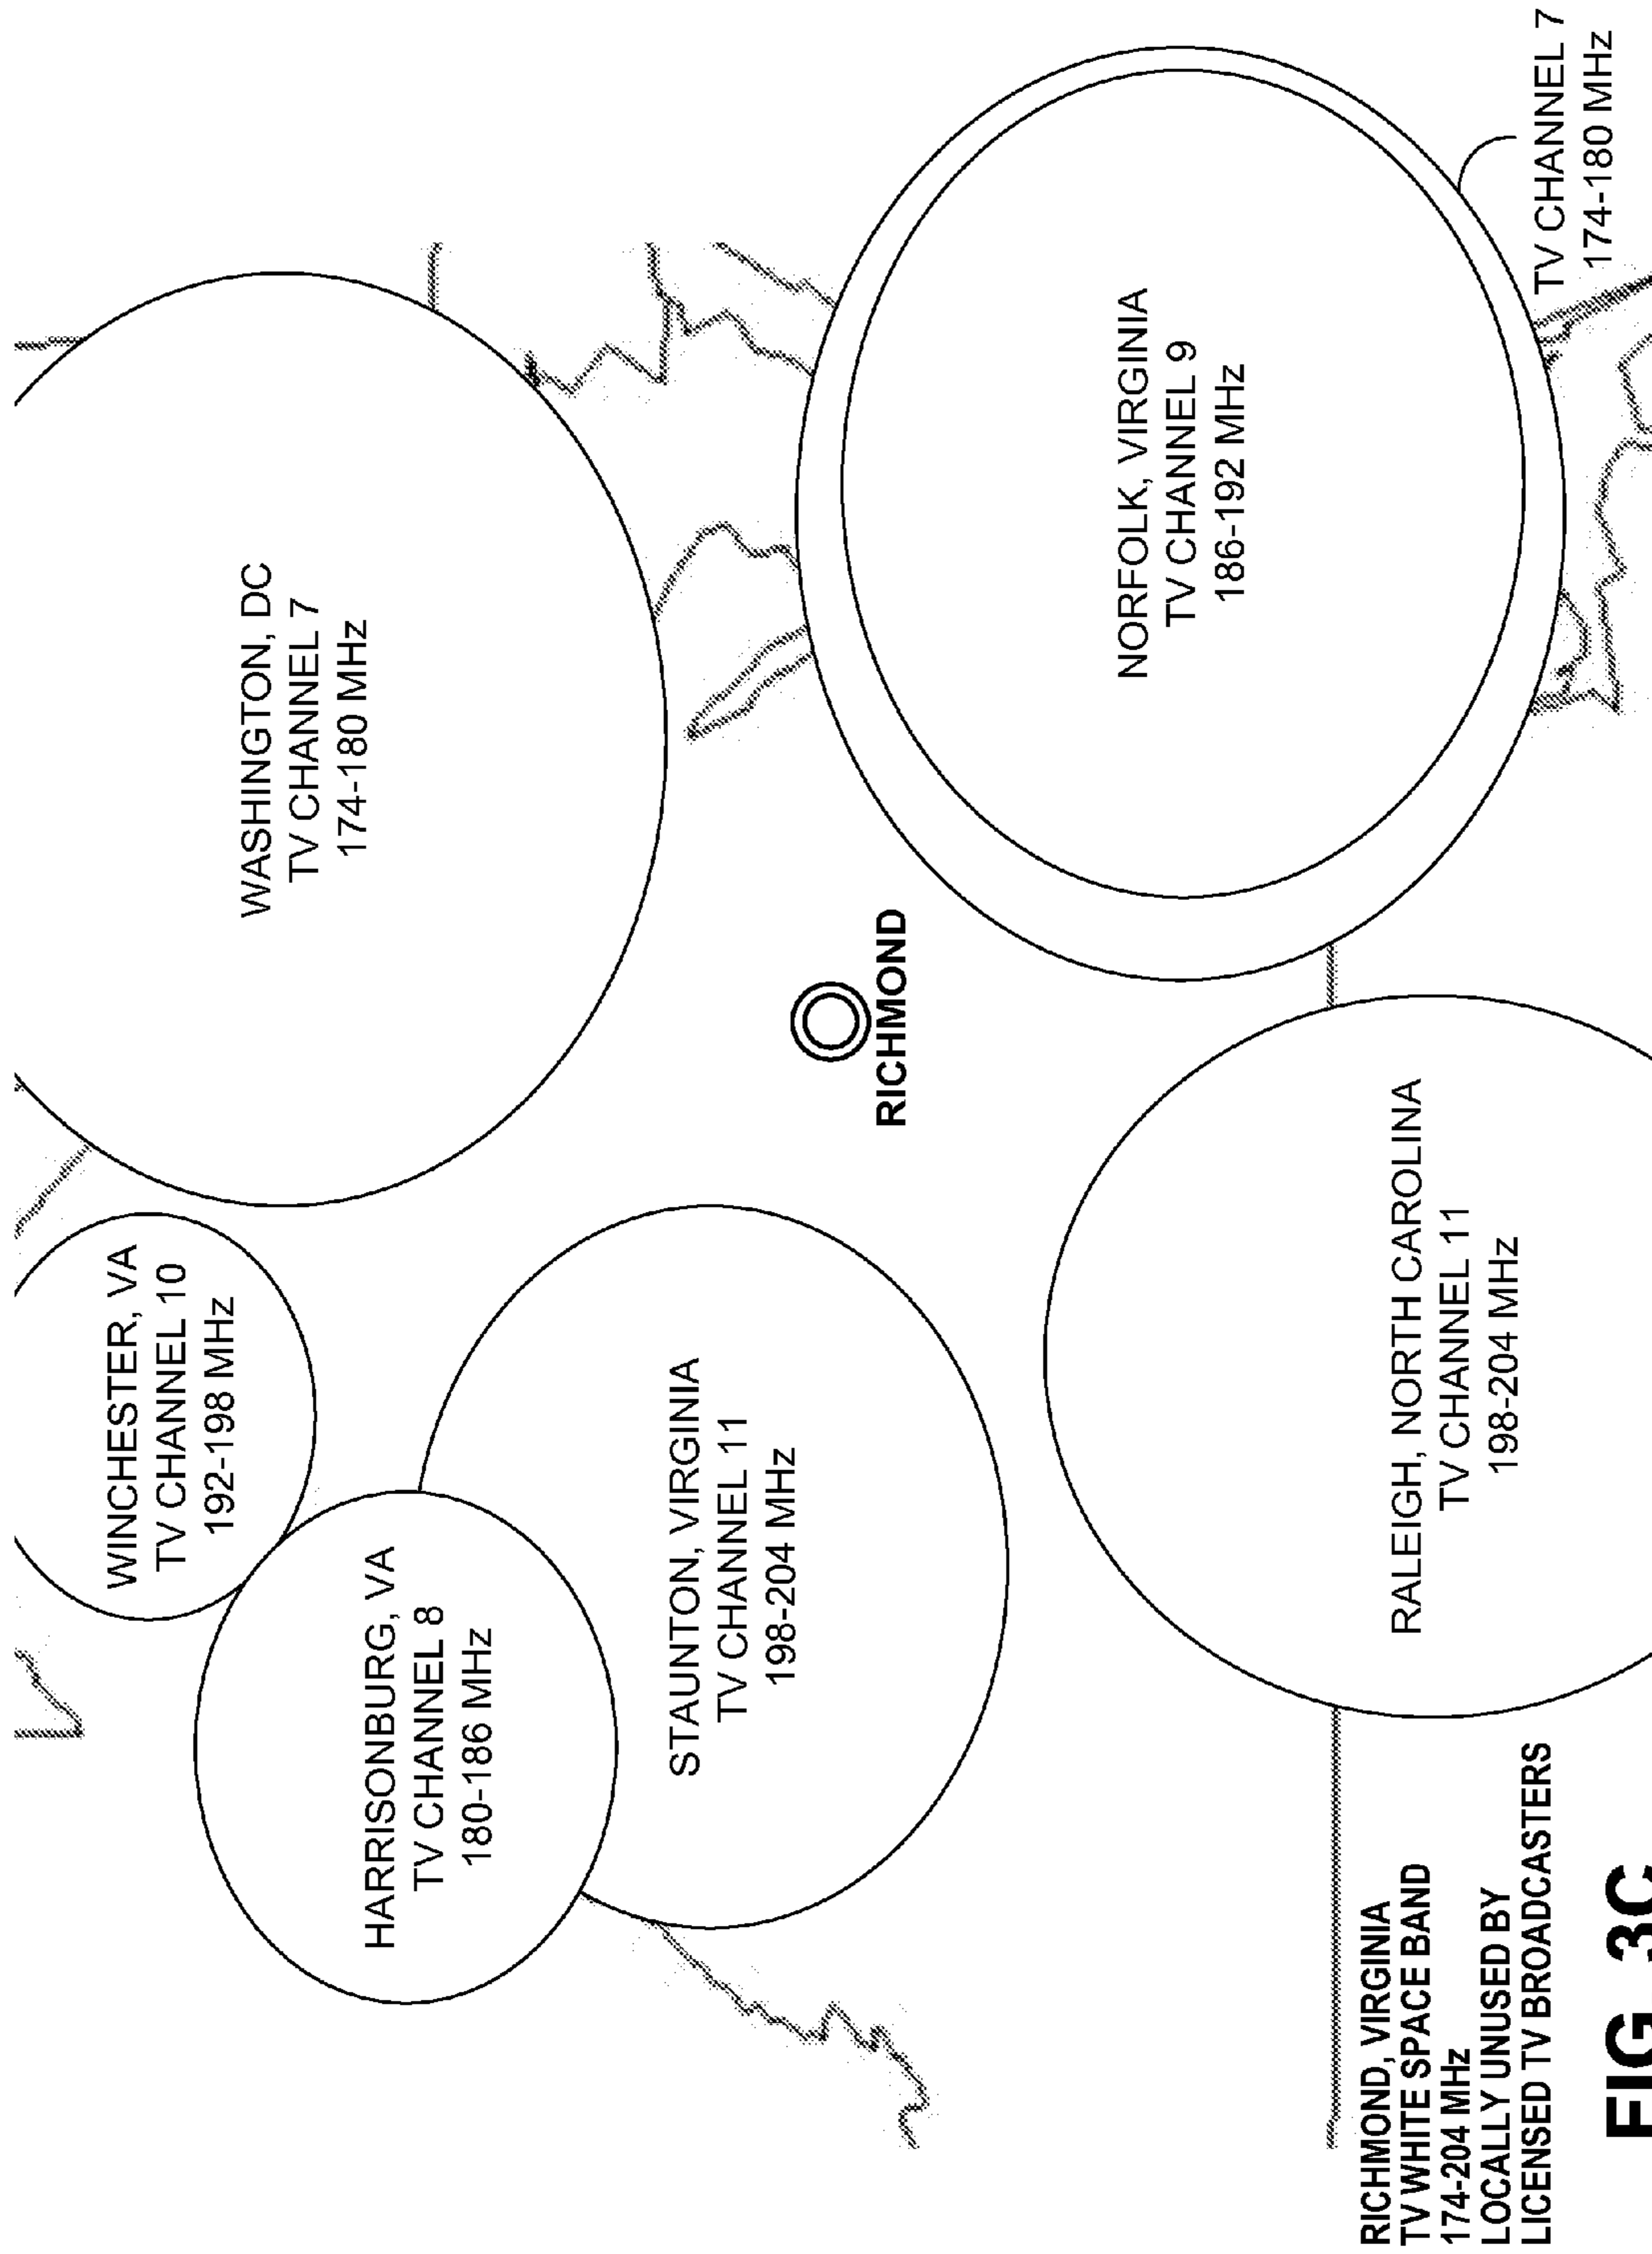 WINCHESTER, VA
TV CHANNEL 10
192-198 MHz
WASHINGTON, DC
TV CHANNEL 7
174-180 MHz
HARRISONBURG, VA
TV CHANNEL 8
180-186 MHz
STAUNTON, VIRGINIA
TV CHANNEL 11
198-204 MHz
RICHMOND
NORFOLK, VIRGINIA
TV CHANNEL 9
186-192 MHz
RALEIGH, NORTH CAROLINA
TV CHANNEL 11
198-204 MHz
TV CHANNEL 7
174-180 MHz
RICHMOND, VIRGINIA
TV WHITE SPACE BAND
174-204 MHz
LOCALLY UNUSED BY
LICENSED TV BROADCASTERS
FIG. 3C